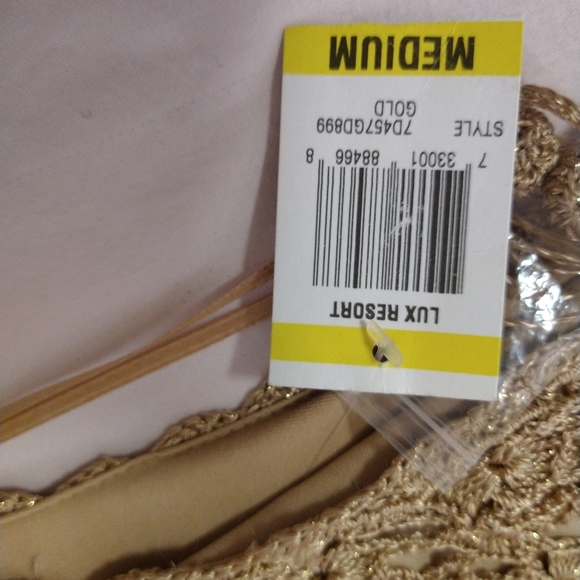 LUX RESORT
7 33001 88466 8
STYLE 7D457GD899
GOLD
MEDIUM